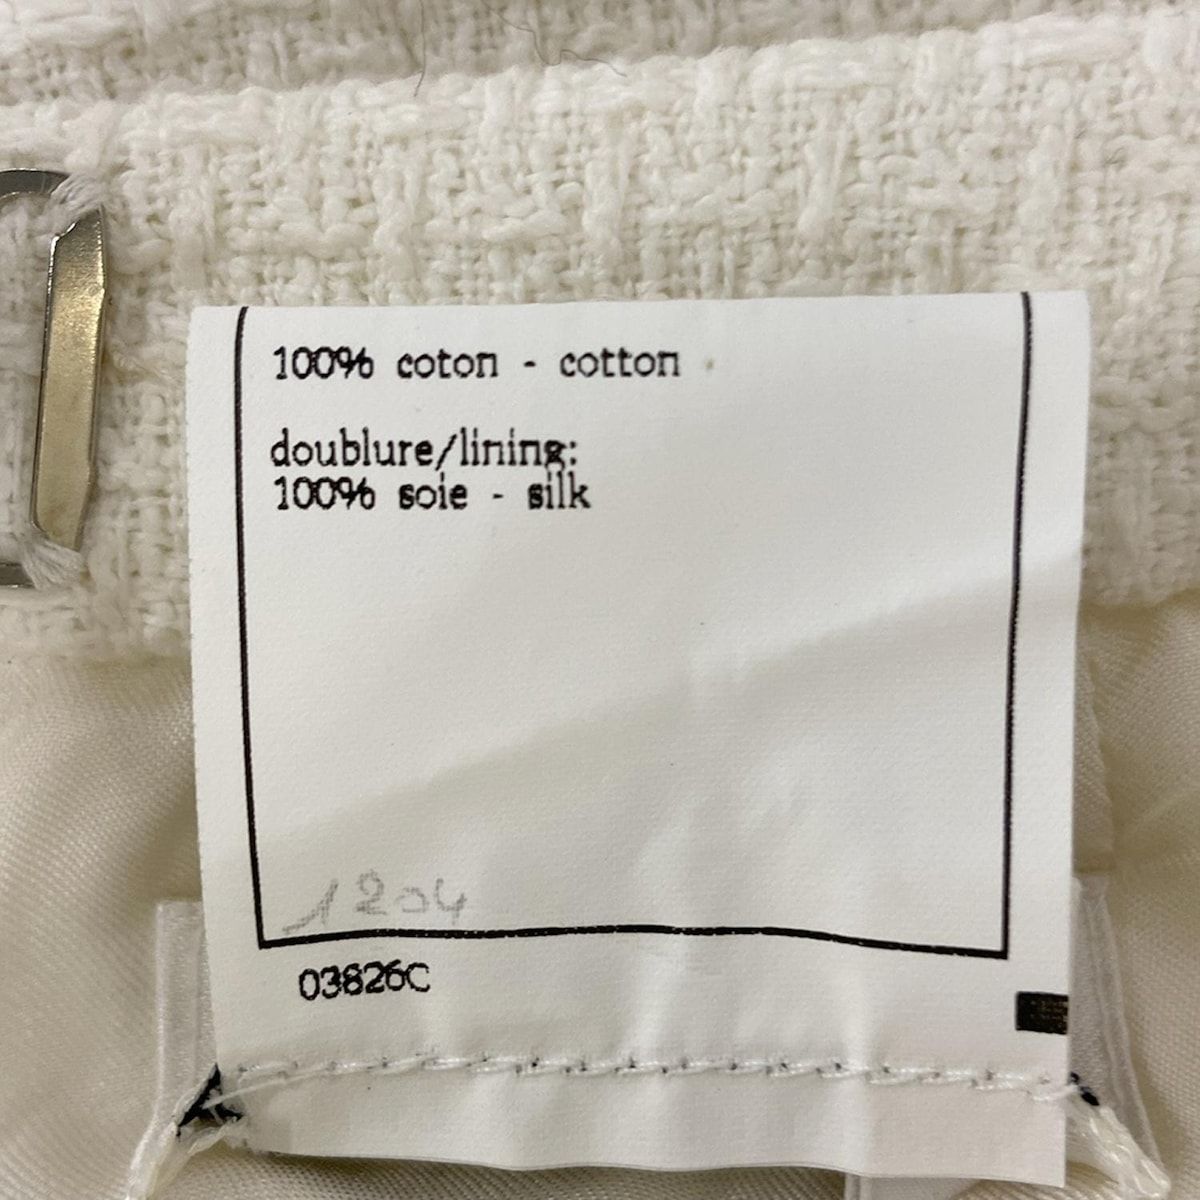 100% coton - cotton
doublure/lining:
100% soie - silk
1204
03826C